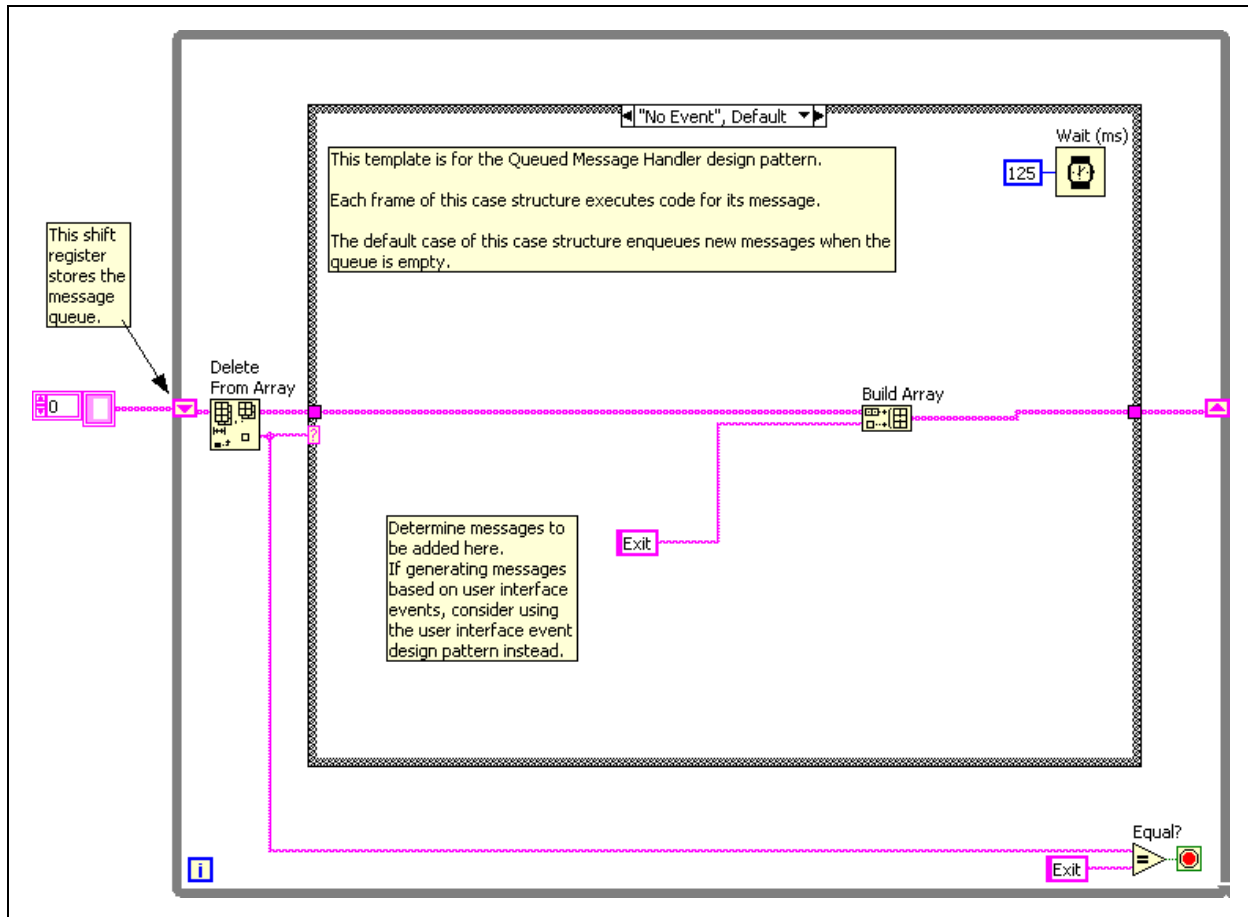 "No Event", Default
Wait (ms)
125
This template is for the Queued Message Handler design pattern.
Each frame of this case structure executes code for its message.
The default case of this case structure enqueues new messages when the
queue is empty.
This shift
register
stores the
message
queue.
Delete
From Array
0
?
Build Array
Exit
Determine messages to
be added here.
If generating messages
based on user interface
events, consider using
the user interface event
design pattern instead.
Equal?
=
Exit
i